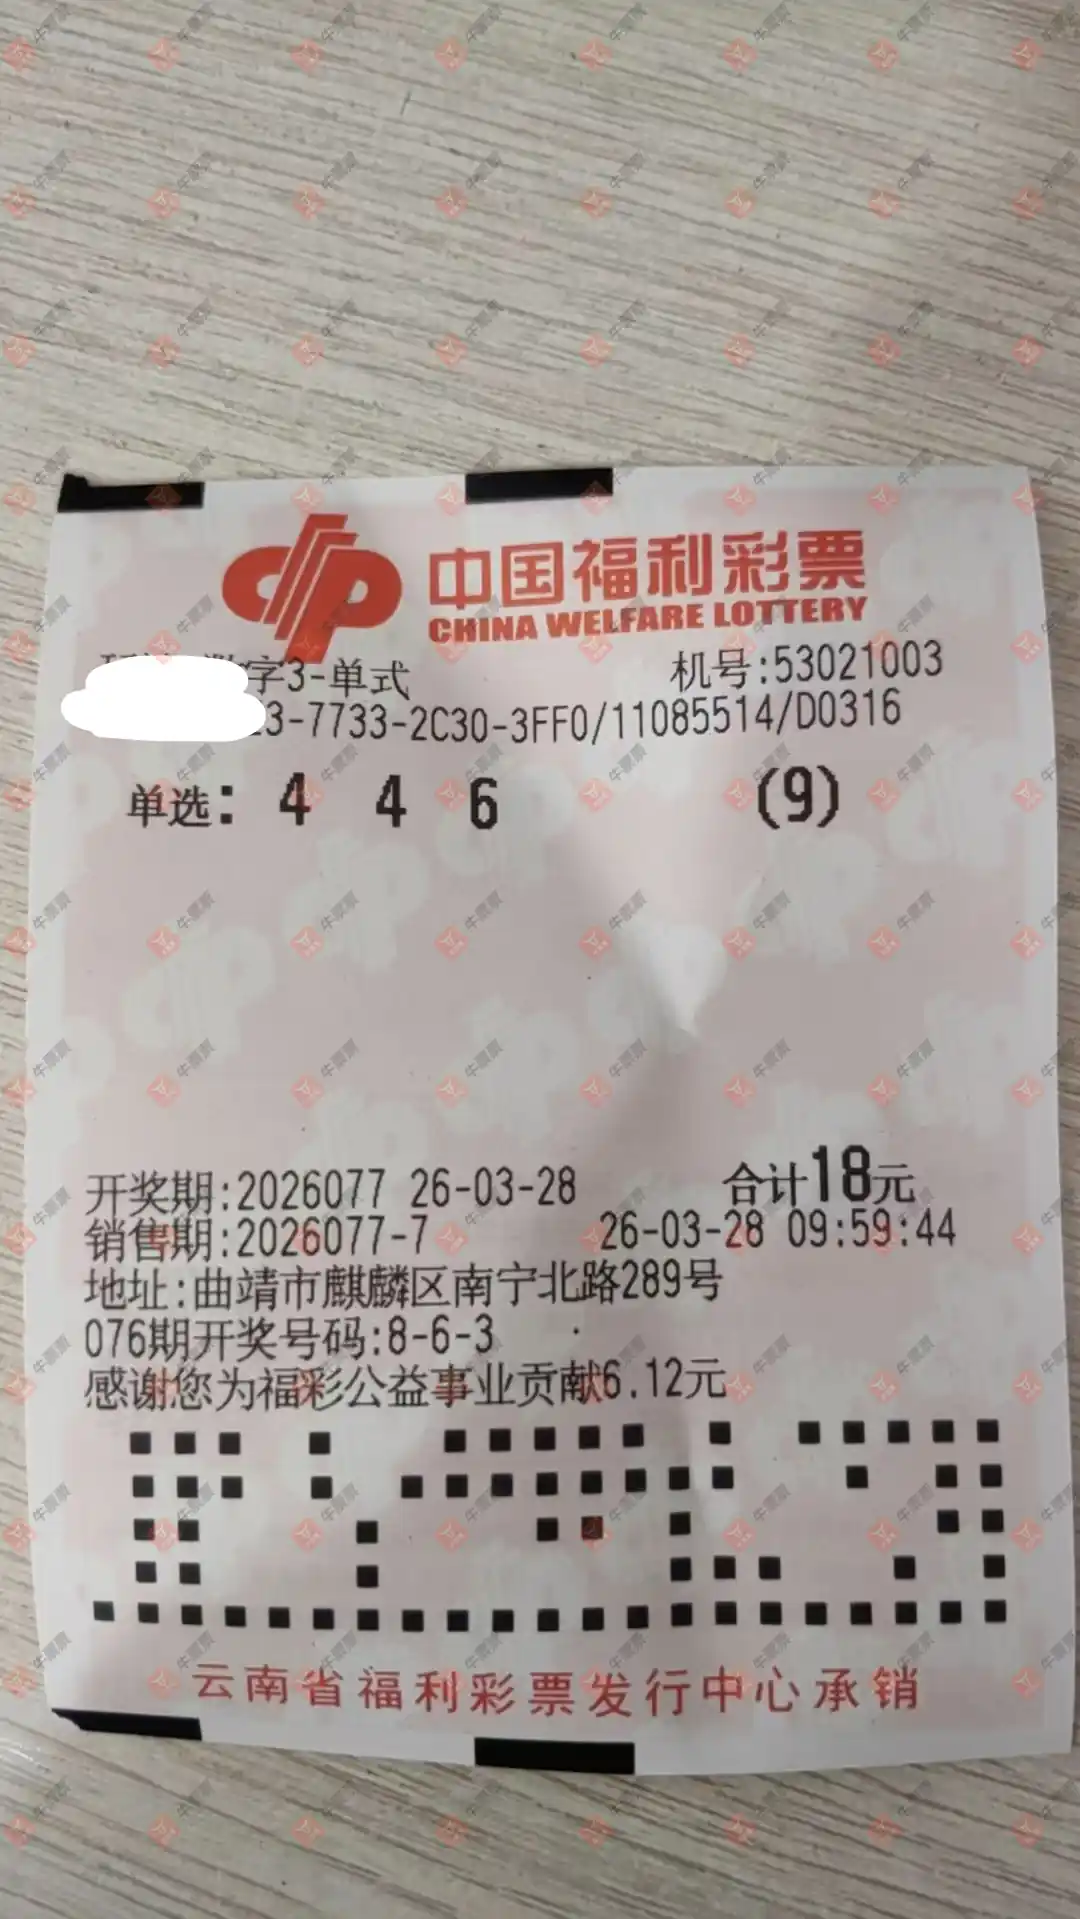 中国福利彩票
CHINA WELFARE LOTTERY
字3-单式 机号:53021003
3-7733-2C30-3FF0/11085514/D0316
单选: 4 4 6 (9)
开奖期:2026077 26-03-28 合计18元
销售期:2026077-7 26-03-28 09:59:44
地址:曲靖市麒麟区南宁北路289号
076期开奖号码:8-6-3
感谢您为福彩公益事业贡献6.12元
云南省福利彩票发行中心承销
牛票票